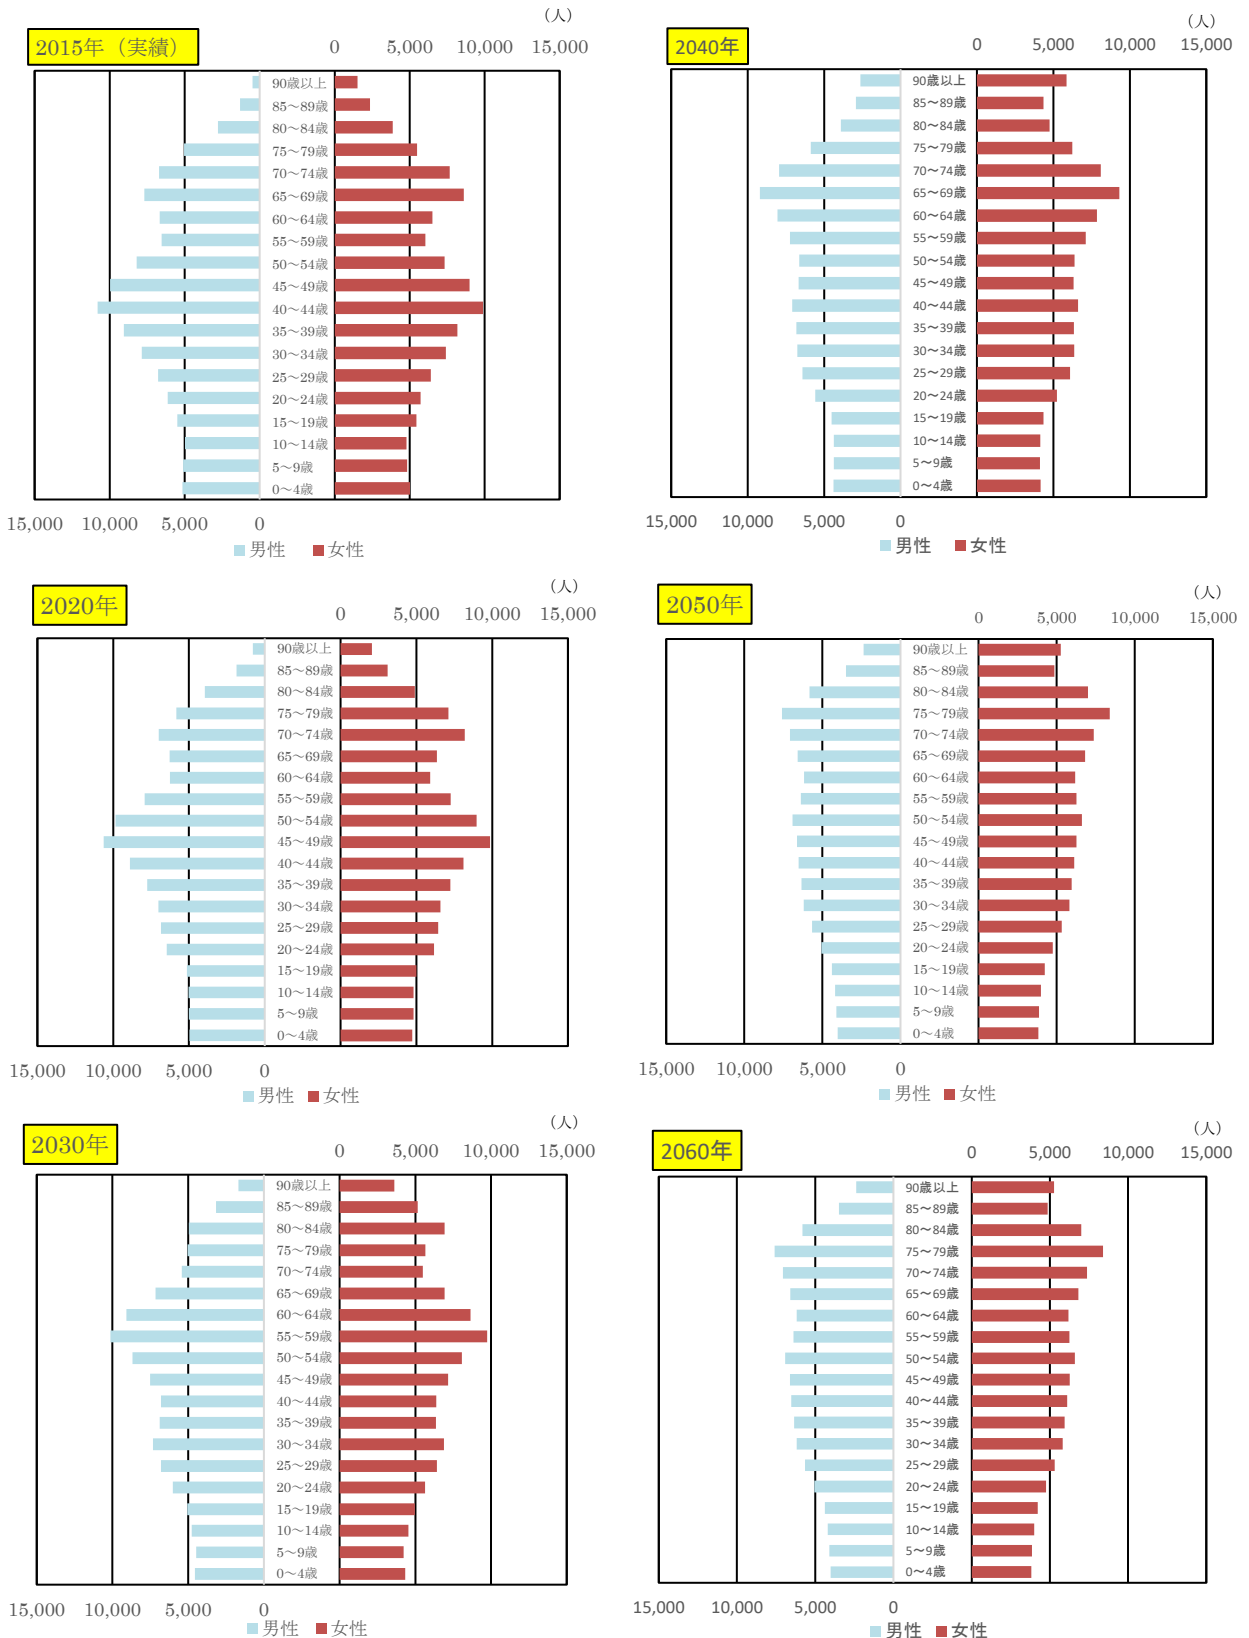 2015年（実績）
（人）
0 5,000 10,000 15,000
90歳以上
85～89歳
80～84歳
75～79歳
70～74歳
65～69歳
60～64歳
55～59歳
50～54歳
45～49歳
40～44歳
35～39歳
30～34歳
25～29歳
20～24歳
15～19歳
10～14歳
5～9歳
0～4歳
15,000 10,000 5,000 0
男性 女性
2040年
（人）
0 5,000 10,000 15,000
90歳以上
85～89歳
80～84歳
75～79歳
70～74歳
65～69歳
60～64歳
55～59歳
50～54歳
45～49歳
40～44歳
35～39歳
30～34歳
25～29歳
20～24歳
15～19歳
10～14歳
5～9歳
0～4歳
15,000 10,000 5,000 0
男性 女性
2020年
（人）
0 5,000 10,000 15,000
90歳以上
85～89歳
80～84歳
75～79歳
70～74歳
65～69歳
60～64歳
55～59歳
50～54歳
45～49歳
40～44歳
35～39歳
30～34歳
25～29歳
20～24歳
15～19歳
10～14歳
5～9歳
0～4歳
15,000 10,000 5,000 0
男性 女性
2050年
（人）
0 5,000 10,000 15,000
90歳以上
85～89歳
80～84歳
75～79歳
70～74歳
65～69歳
60～64歳
55～59歳
50～54歳
45～49歳
40～44歳
35～39歳
30～34歳
25～29歳
20～24歳
15～19歳
10～14歳
5～9歳
0～4歳
15,000 10,000 5,000 0
男性 女性
2030年
（人）
0 5,000 10,000 15,000
90歳以上
85～89歳
80～84歳
75～79歳
70～74歳
65～69歳
60～64歳
55～59歳
50～54歳
45～49歳
40～44歳
35～39歳
30～34歳
25～29歳
20～24歳
15～19歳
10～14歳
5～9歳
0～4歳
15,000 10,000 5,000 0
男性 女性
2060年
（人）
0 5,000 10,000 15,000
90歳以上
85～89歳
80～84歳
75～79歳
70～74歳
65～69歳
60～64歳
55～59歳
50～54歳
45～49歳
40～44歳
35～39歳
30～34歳
25～29歳
20～24歳
15～19歳
10～14歳
5～9歳
0～4歳
15,000 10,000 5,000 0
男性 女性